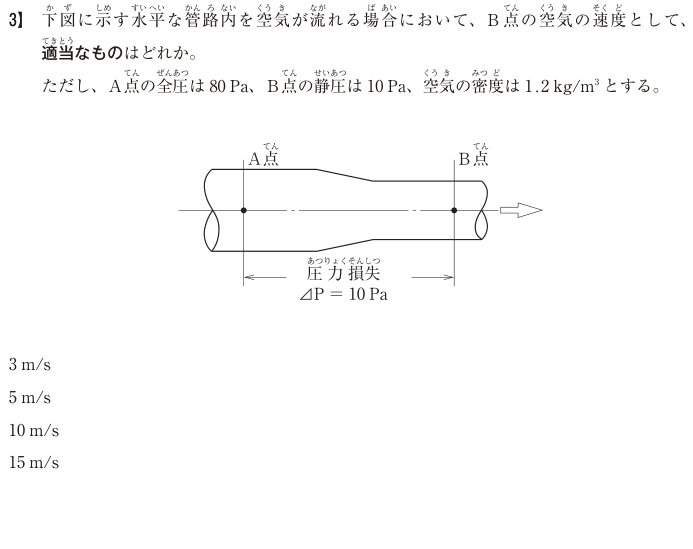 3】 下図に示す水平な管路内を空気が流れる場合において、B点の空気の速度として、
適当なものはどれか。
ただし、A点の全圧は 80 Pa、B点の静圧は 10 Pa、空気の密度は 1.2 kg/m³ とする。
A点 B点
圧力損失
⊿P = 10 Pa
3 m/s
5 m/s
10 m/s
15 m/s